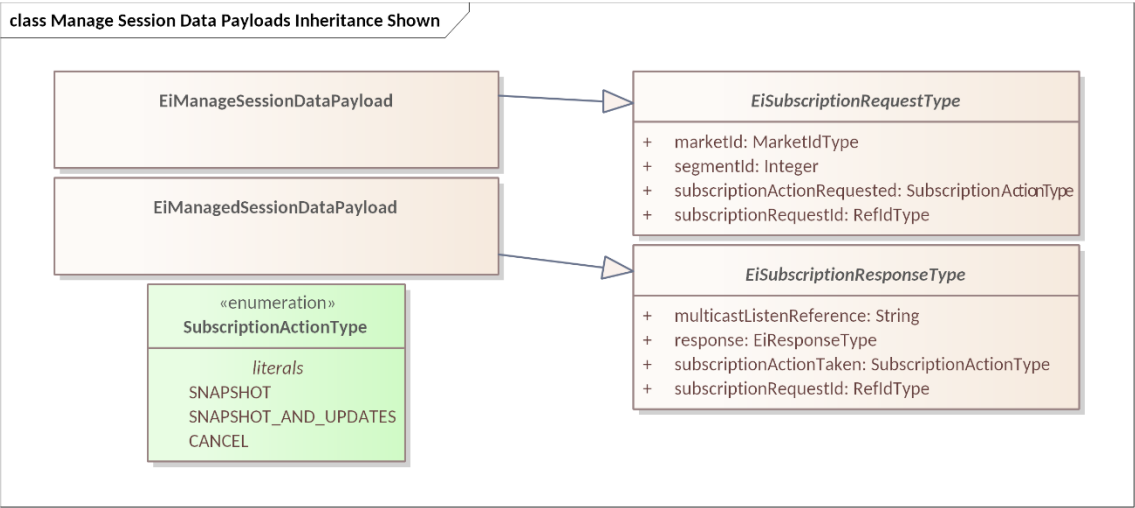 class Manage Session Data Payloads Inheritance Shown
EiManageSessionDataPayload
EiManagedSessionDataPayload
«enumeration»
SubscriptionActionType
literals
SNAPSHOT
SNAPSHOT_AND_UPDATES
CANCEL
EiSubscriptionRequestType
+ marketId: MarketIdType
+ segmentId: Integer
+ subscriptionActionRequested: SubscriptionActionType
+ subscriptionRequestId: RefIdType
EiSubscriptionResponseType
+ multicastListenReference: String
+ response: EiResponseType
+ subscriptionActionTaken: SubscriptionActionType
+ subscriptionRequestId: RefIdType